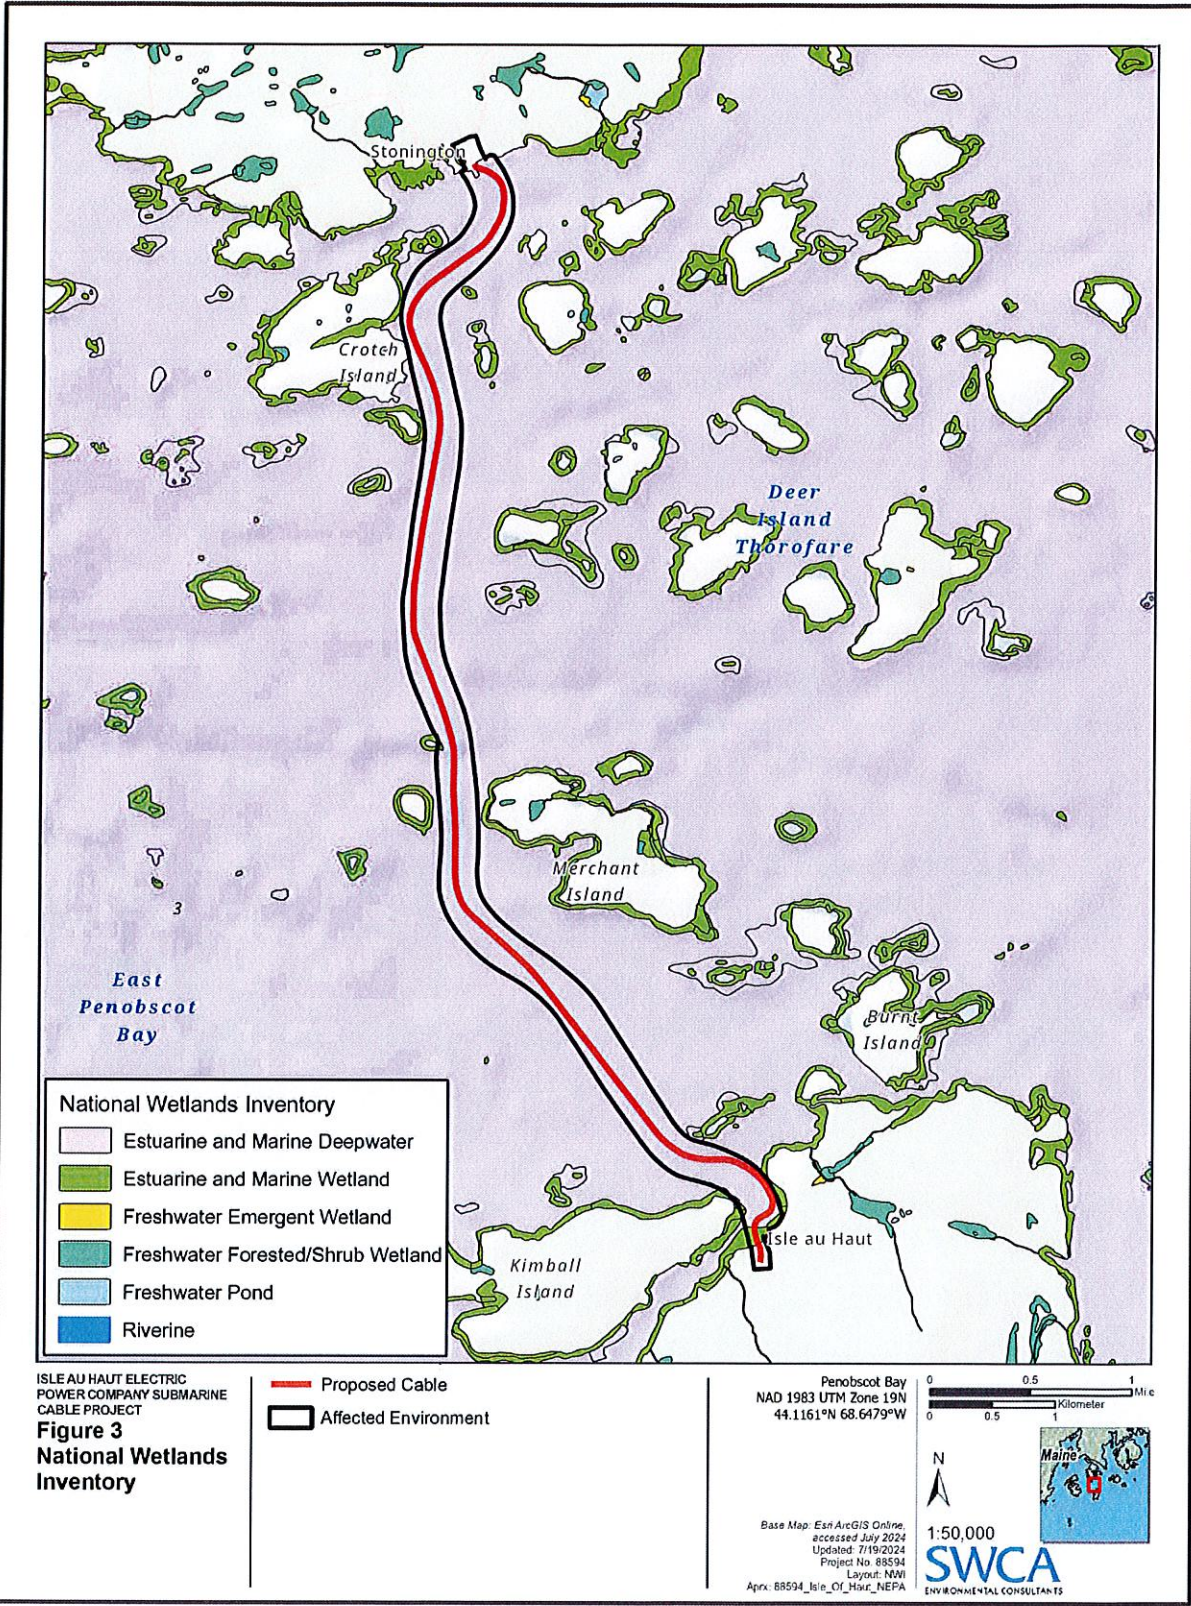 Stonington
Crotch
Island
Deer
Island
Thorofare
Merchant
Island
3
East
Penobscot
Bay
Burnt
Island
Isle au Haut
Kimball
Island
National Wetlands Inventory
Estuarine and Marine Deepwater
Estuarine and Marine Wetland
Freshwater Emergent Wetland
Freshwater Forested/Shrub Wetland
Freshwater Pond
Riverine
ISLE AU HAUT ELECTRIC
POWER COMPANY SUBMARINE
CABLE PROJECT
Figure 3
National Wetlands
Inventory
Proposed Cable
Affected Environment
Penobscot Bay
NAD 1983 UTM Zone 19N
44.1161°N 68.6479°W
Base Map: Esri ArcGIS Online,
accessed July 2024
Updated: 7/19/2024
Project No. 88594
Layout: NWI
Aprx: 88594_Isle_Of_Haut_NEPA
0 0.5 1
Mile
Kilometer
0 0.5 1
N
1:50,000
Maine
SWCA
ENVIRONMENTAL CONSULTANTS